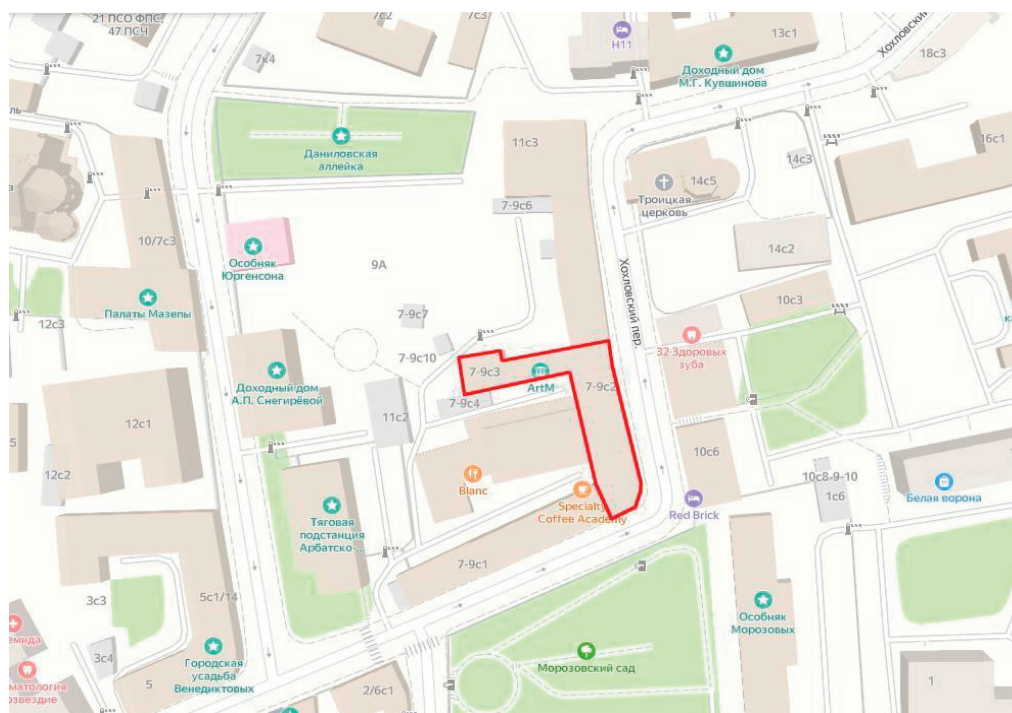 21 ПСО ФПС,
47 ПСЧ
7с2
7с3
Н11
13с1
Хохловский
18с3
7к4
Доходный дом
М.Г. Кувшинова
Даниловская
аллейка
11с3
14с3
16с1
14с5
Троицкая
церковь
7-9с6
10/7с3
Особняк
Юргенсона
9А
14с2
Хохловский пер.
Палаты Мазепы
12с3
10с3
7-9с7
32 Здоровых
зуба
7-9с10
7-9с3
ArtM
7-9с2
Доходный дом
А.П. Снегирёвой
7-9с4
11с2
12с1
5
10с6
12с2
Blanc
10с8-9-10
1с6
Белая ворона
Specialty
Coffee Academy
Red Brick
Тяговая
подстанция
Арбатско-...
7-9с1
3с3
5с1/14
Особняк
Морозовых
3с4
Городская
усадьба
Венедиктовых
Морозовский сад
5
2/6с1
1